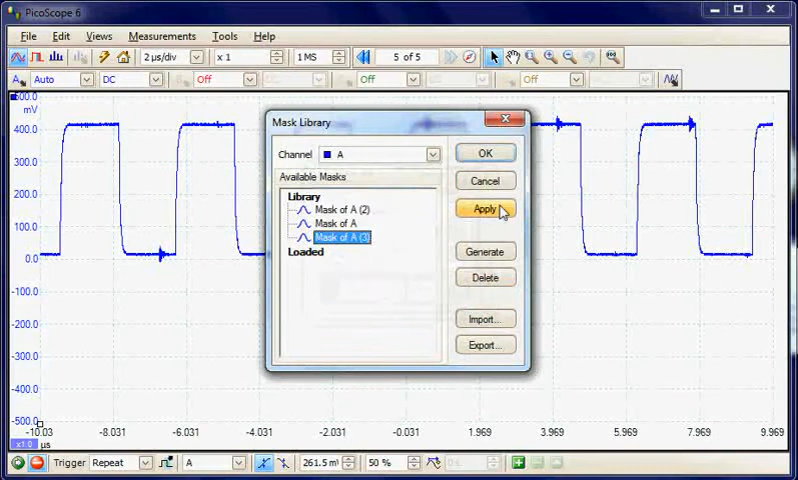 PicoScope 6
File Edit Views Measurements Tools Help
2 µs/div x 1 1 MS 5 of 5
A Auto DC Off Off Off
500.0
mV
400.0
300.0
200.0
100.0
0.0
-100.0
-200.0
-300.0
-400.0
-500.0
Mask Library
Channel A
Available Masks
Library
Mask of A (2)
Mask of A
Mask of A (3)
Loaded
OK
Cancel
Apply
Generate
Delete
Import...
Export...
-10.03 -8.031 -6.031 -4.031 -2.031 -0.031 1.969 3.969 5.969 7.969 9.969
x1.0 µs
Trigger Repeat A 261.5 mV 50 % 0 s